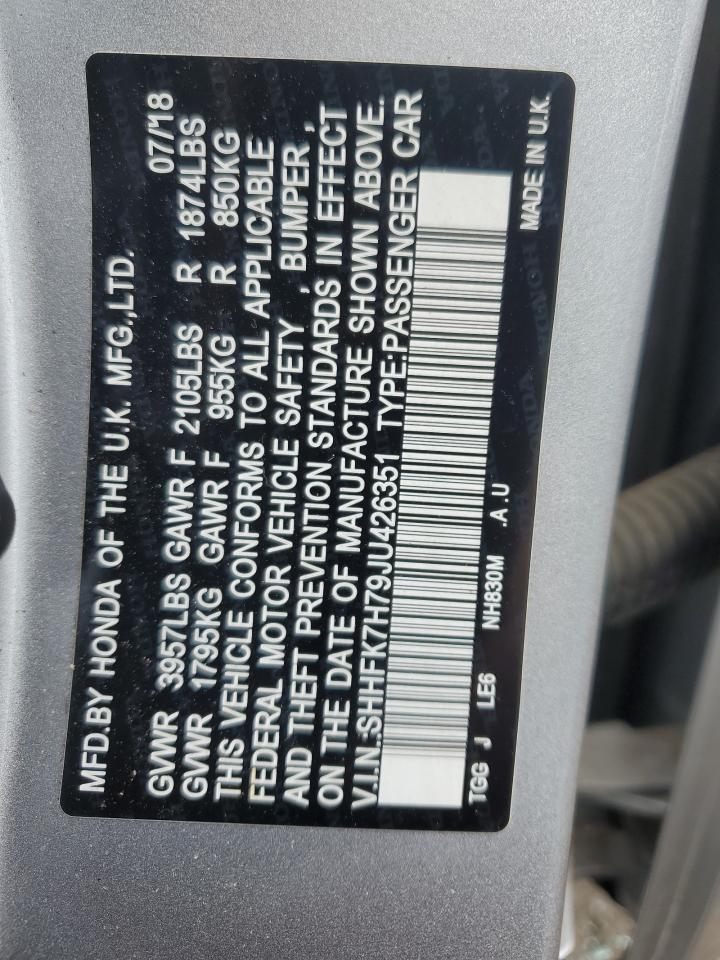 MFD.BY HONDA OF THE U.K. MFG.,LTD.
07/18
GVWR 3957LBS GAWR F 2105LBS R 1874LBS
GVWR 1795KG GAWR F 955KG R 850KG
THIS VEHICLE CONFORMS TO ALL APPLICABLE
FEDERAL MOTOR VEHICLE SAFETY , BUMPER ,
AND THEFT PREVENTION STANDARDS IN EFFECT
ON THE DATE OF MANUFACTURE SHOWN ABOVE.
V.I.N.:SHHFK7H79JU426351 TYPE:PASSENGER CAR
TGG J LE6 NH830M .A .U MADE IN U.K.